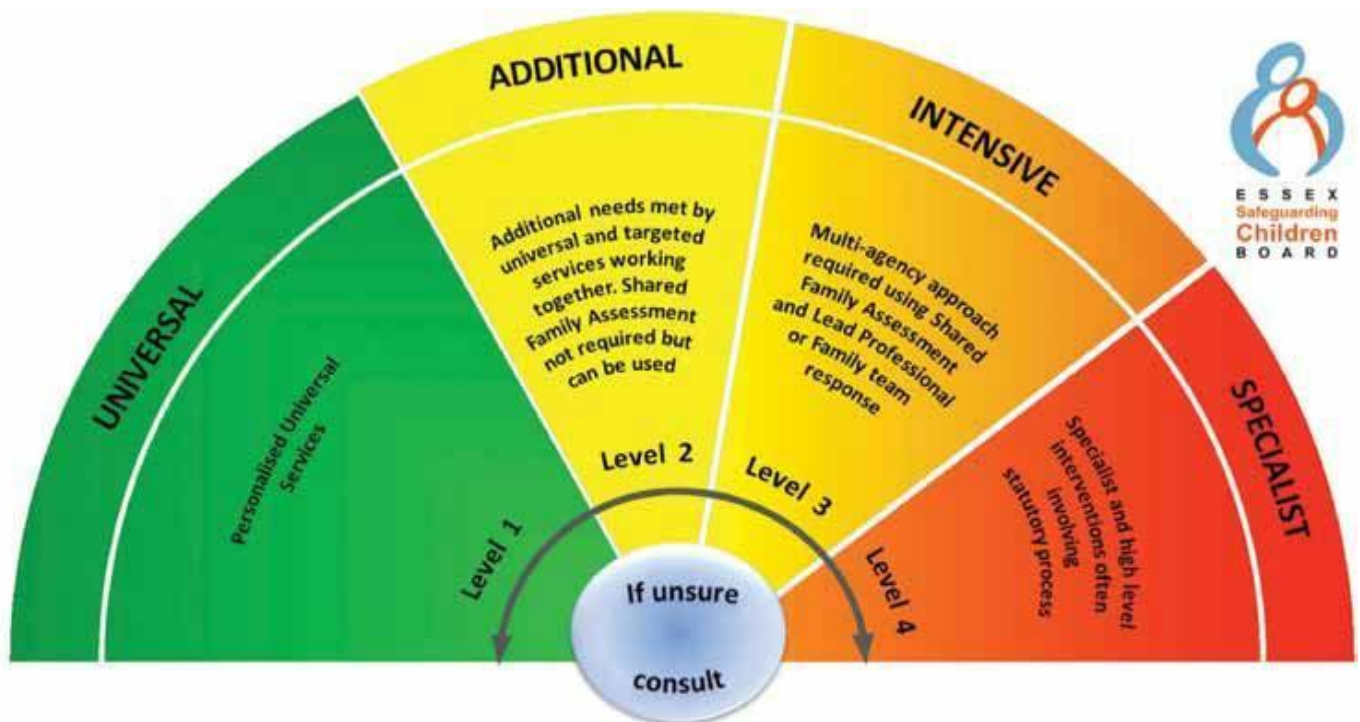 UNIVERSAL
Personalised Universal
Services
Level 1
ADDITIONAL
Additional needs met by
universal and targeted
services working
together. Shared
Family Assessment
not required but
can be used
Level 2
INTENSIVE
Multi-agency approach
required using Shared
Family Assessment
and Lead Professional
or Family team
response
Level 3
SPECIALIST
Specialist and high level
interventions often
involving
statutory process
Level 4
If unsure
consult
ESSEX
Safeguarding
Children
BOARD